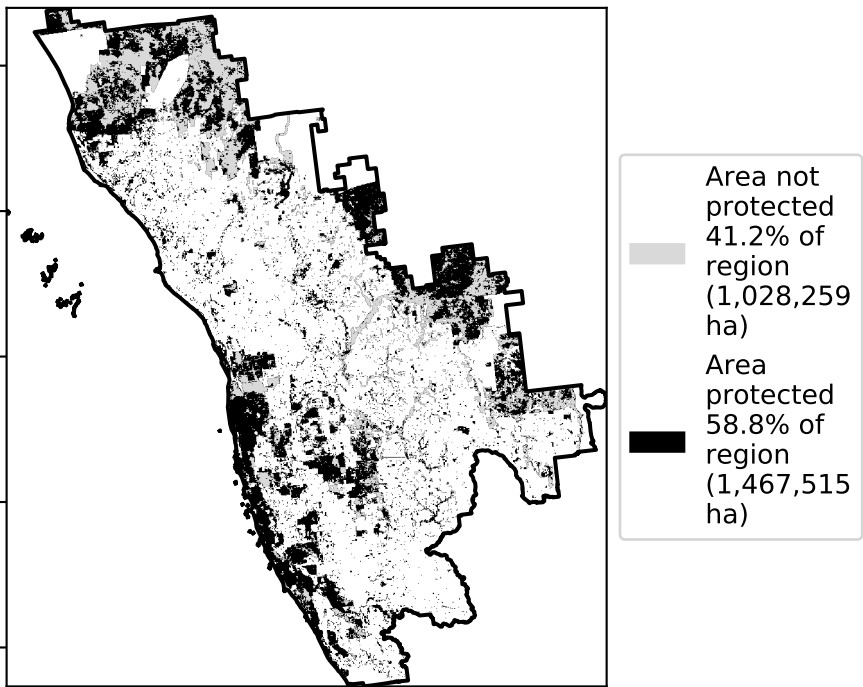 Area not
protected
41.2% of
region
(1,028,259
ha)
Area
protected
58.8% of
region
(1,467,515
ha)